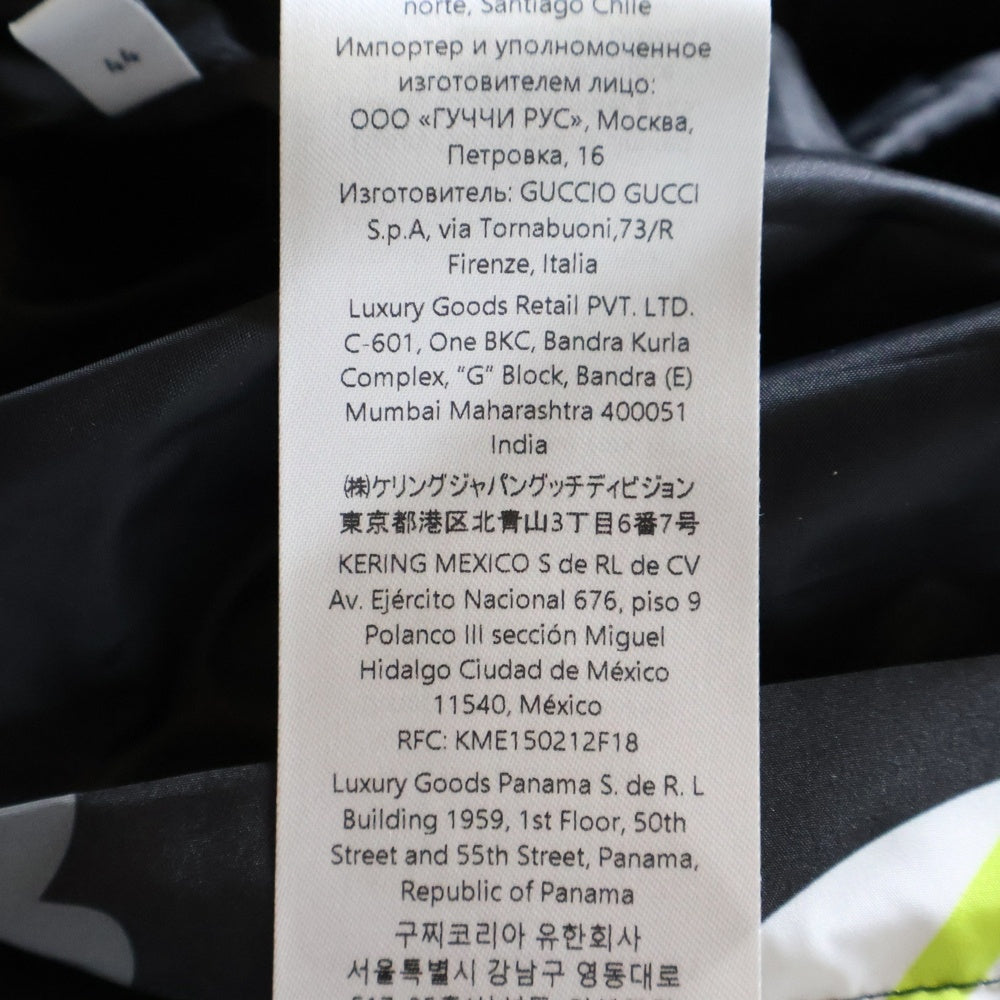 44
norte, Santiago Chile
Импортер и уполномоченное
изготовителем лицо:
ООО «ГУЧЧИ РУС», Москва,
Петровка, 16
Изготовитель: GUCCIO GUCCI
S.p.A, via Tornabuoni,73/R
Firenze, Italia
Luxury Goods Retail PVT. LTD.
C-601, One BKC, Bandra Kurla
Complex, “G” Block, Bandra (E)
Mumbai Maharashtra 400051
India
㈱ケリングジャパングッチディビジョン
東京都港区北青山3丁目6番7号
KERING MEXICO S de RL de CV
Av. Ejército Nacional 676, piso 9
Polanco III sección Miguel
Hidalgo Ciudad de México
11540, México
RFC: KME150212F18
Luxury Goods Panama S. de R. L
Building 1959, 1st Floor, 50th
Street and 55th Street, Panama,
Republic of Panama
구찌코리아 유한회사
서울특별시 강남구 영동대로